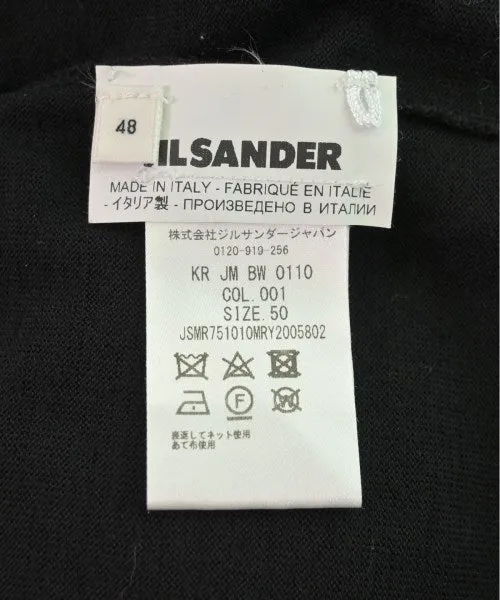 48
JIL SANDER
MADE IN ITALY - FABRIQUÉ EN ITALIE
- イタリア製 - ПРОИЗВЕДЕНО В ИТАЛИИ
株式会社ジルサンダージャパン
0120-919-256
KR JM BW 0110
COL.001
SIZE.50
JSMR751010MRY2005802
F
W
裏返してネット使用
あて布使用